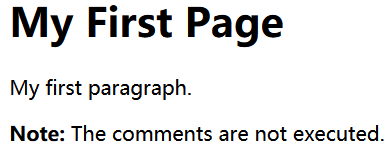 My First Page
My first paragraph.
Note: The comments are not executed.